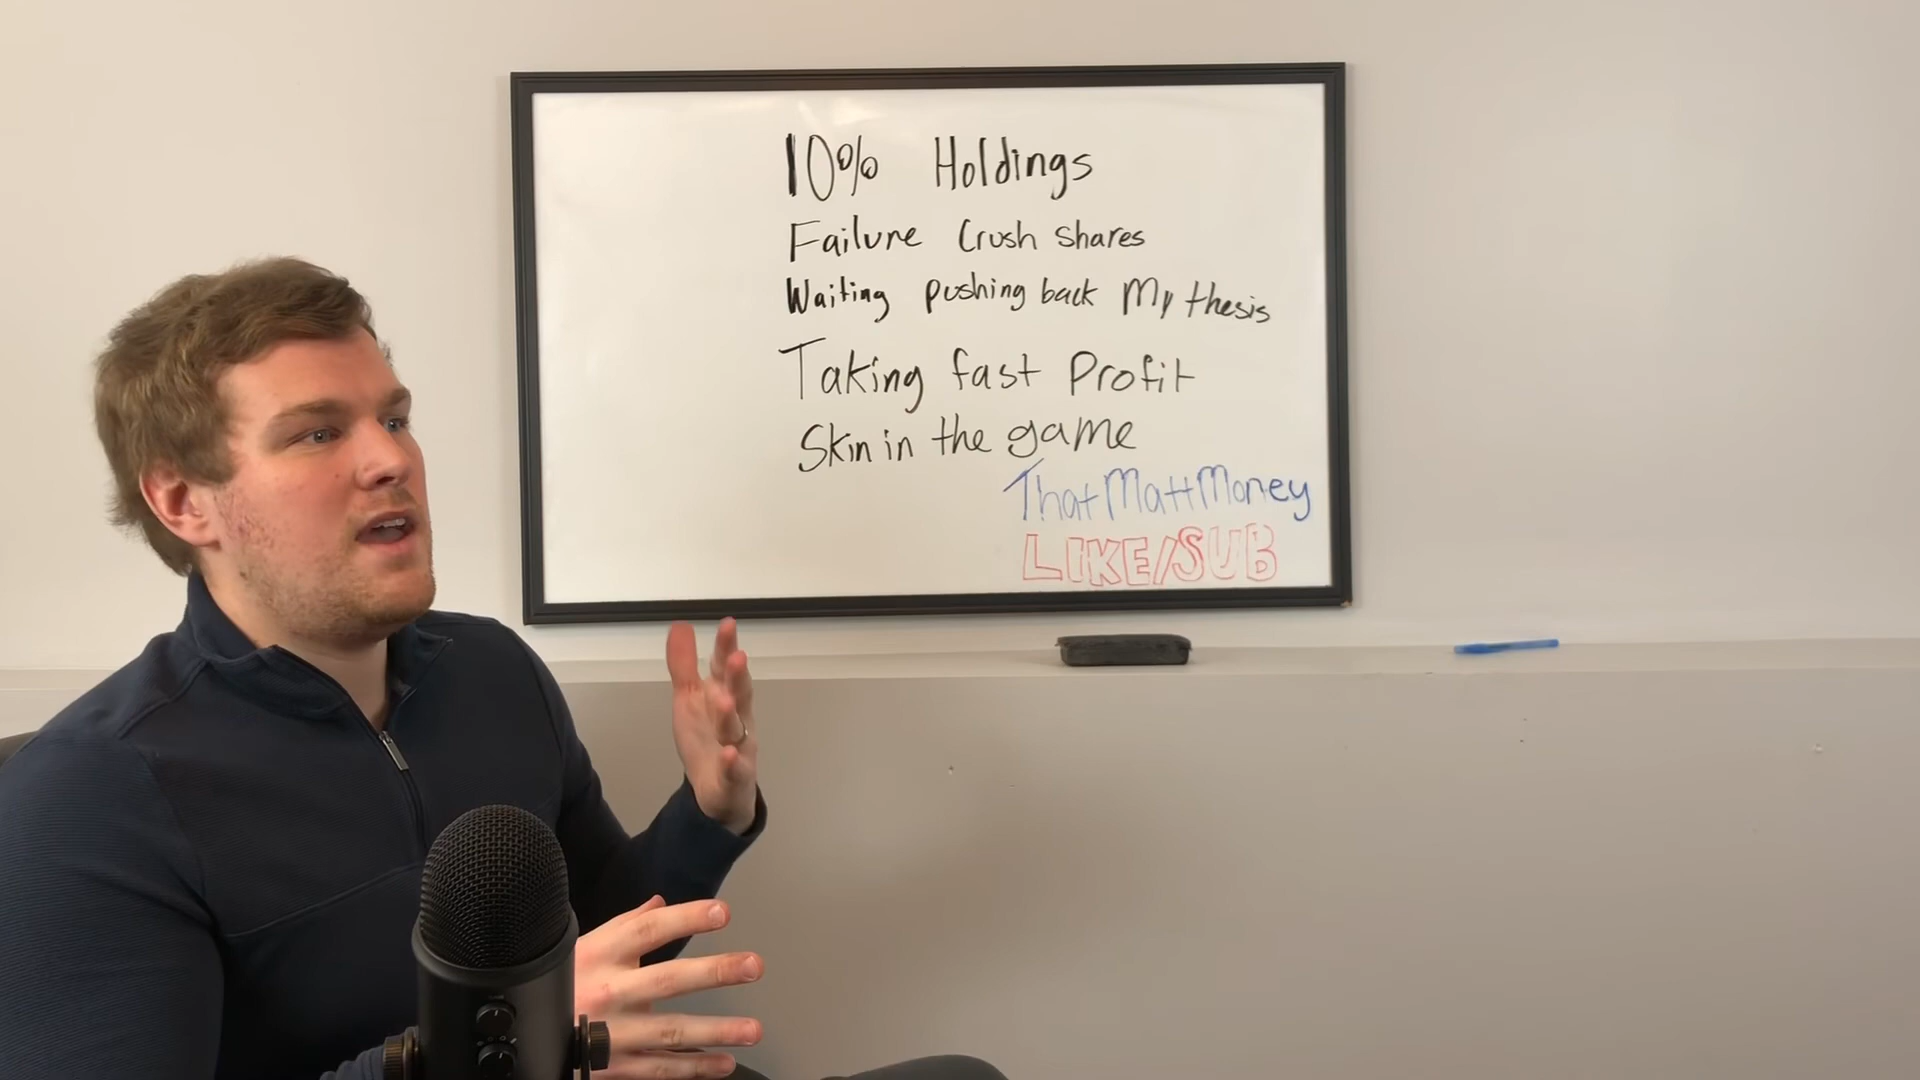 10% Holdings
Failure Crush shares
Waiting pushing back My thesis
Taking fast Profit
Skin in the game
ThatMattMoney
LIKE/SUB